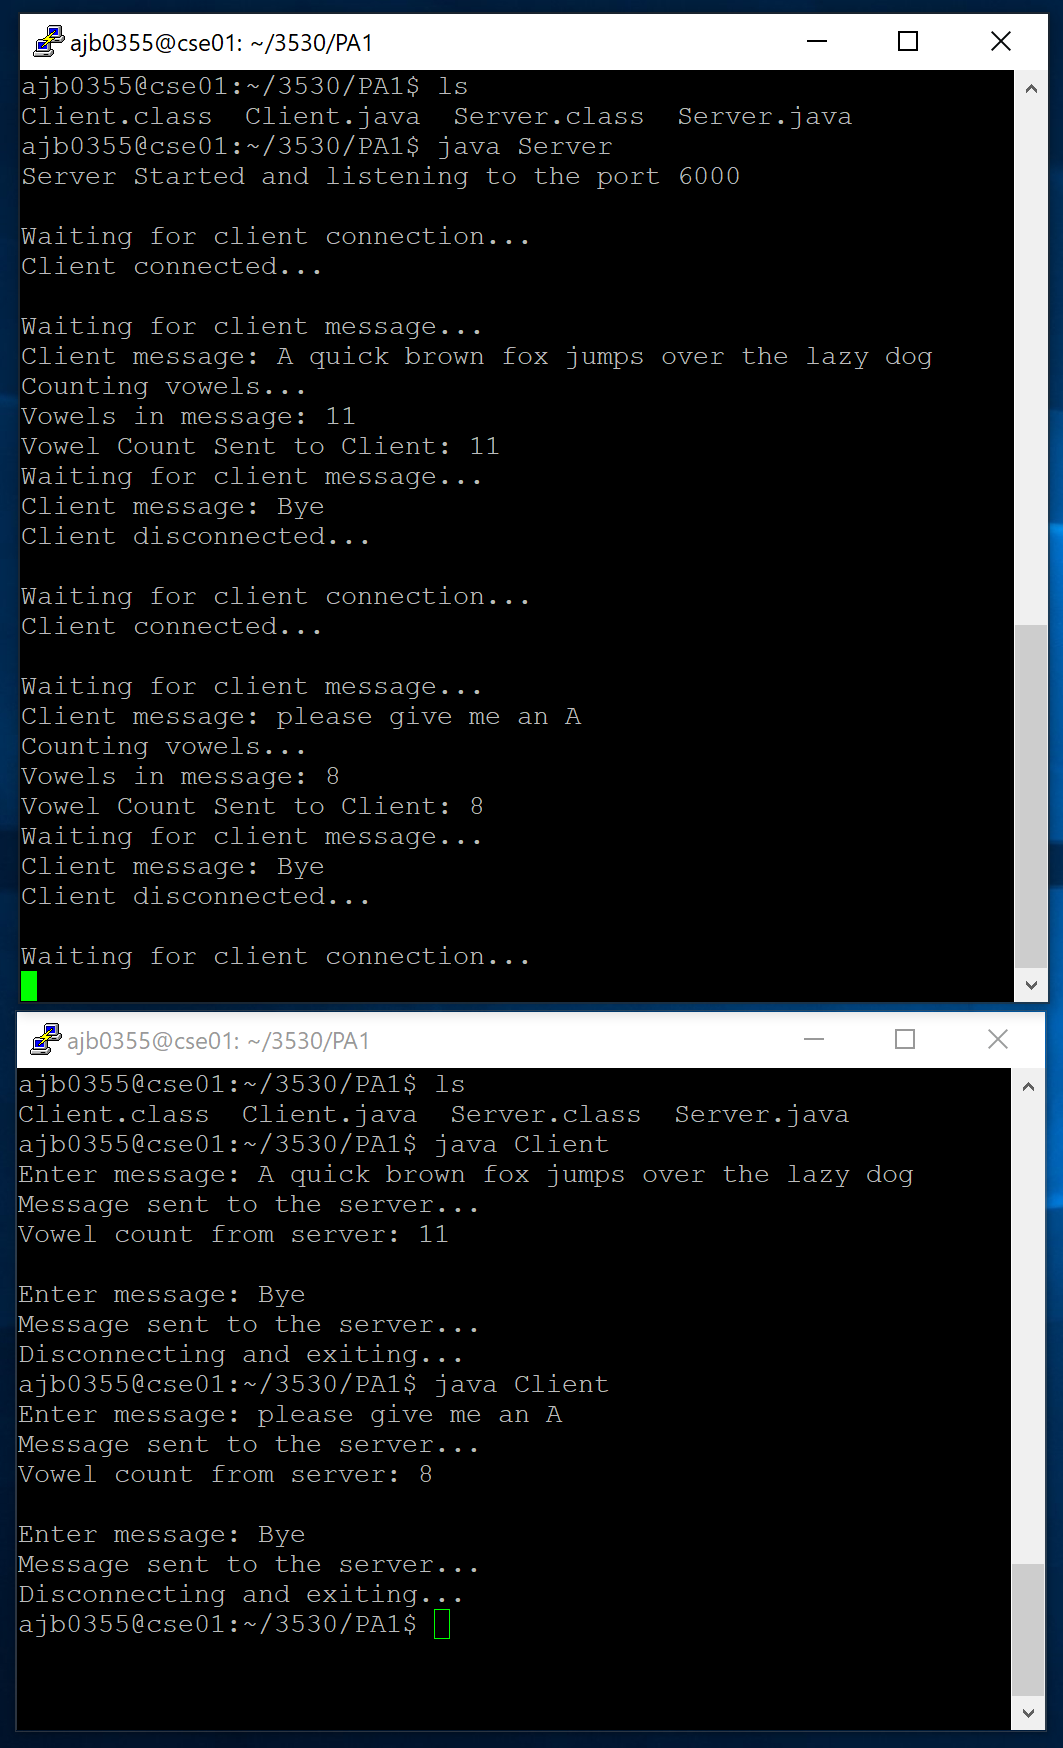 ajb0355@cse01: ~/3530/PA1
ajb0355@cse01:~/3530/PA1$ ls
Client.class  Client.java  Server.class  Server.java
ajb0355@cse01:~/3530/PA1$ java Server
Server Started and listening to the port 6000
Waiting for client connection...
Client connected...
Waiting for client message...
Client message: A quick brown fox jumps over the lazy dog
Counting vowels...
Vowels in message: 11
Vowel Count Sent to Client: 11
Waiting for client message...
Client message: Bye
Client disconnected...
Waiting for client connection...
Client connected...
Waiting for client message...
Client message: please give me an A
Counting vowels...
Vowels in message: 8
Vowel Count Sent to Client: 8
Waiting for client message...
Client message: Bye
Client disconnected...
Waiting for client connection...
ajb0355@cse01: ~/3530/PA1
ajb0355@cse01:~/3530/PA1$ ls
Client.class  Client.java  Server.class  Server.java
ajb0355@cse01:~/3530/PA1$ java Client
Enter message: A quick brown fox jumps over the lazy dog
Message sent to the server...
Vowel count from server: 11
Enter message: Bye
Message sent to the server...
Disconnecting and exiting...
ajb0355@cse01:~/3530/PA1$ java Client
Enter message: please give me an A
Message sent to the server...
Vowel count from server: 8
Enter message: Bye
Message sent to the server...
Disconnecting and exiting...
ajb0355@cse01:~/3530/PA1$